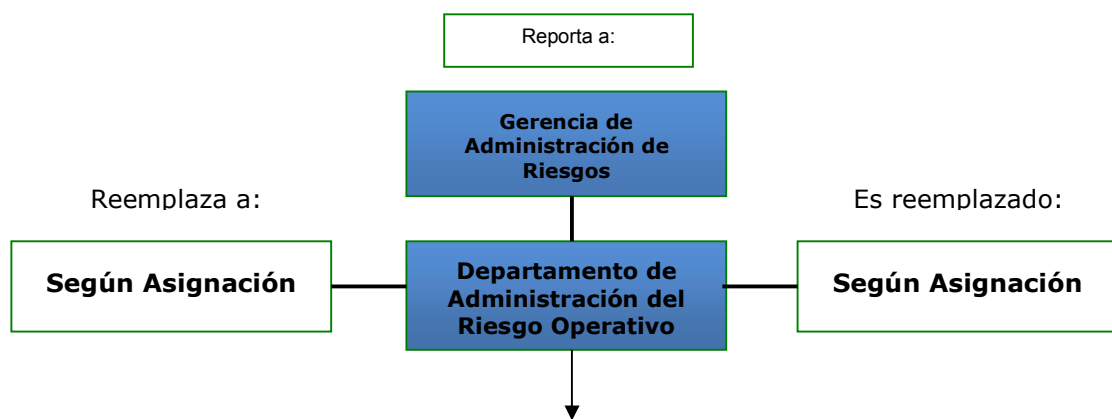 Reporta a:
Gerencia de
Administración de
Riesgos
Reemplaza a:
Es reemplazado:
Según Asignación
Departamento de
Administración del
Riesgo Operativo
Según Asignación